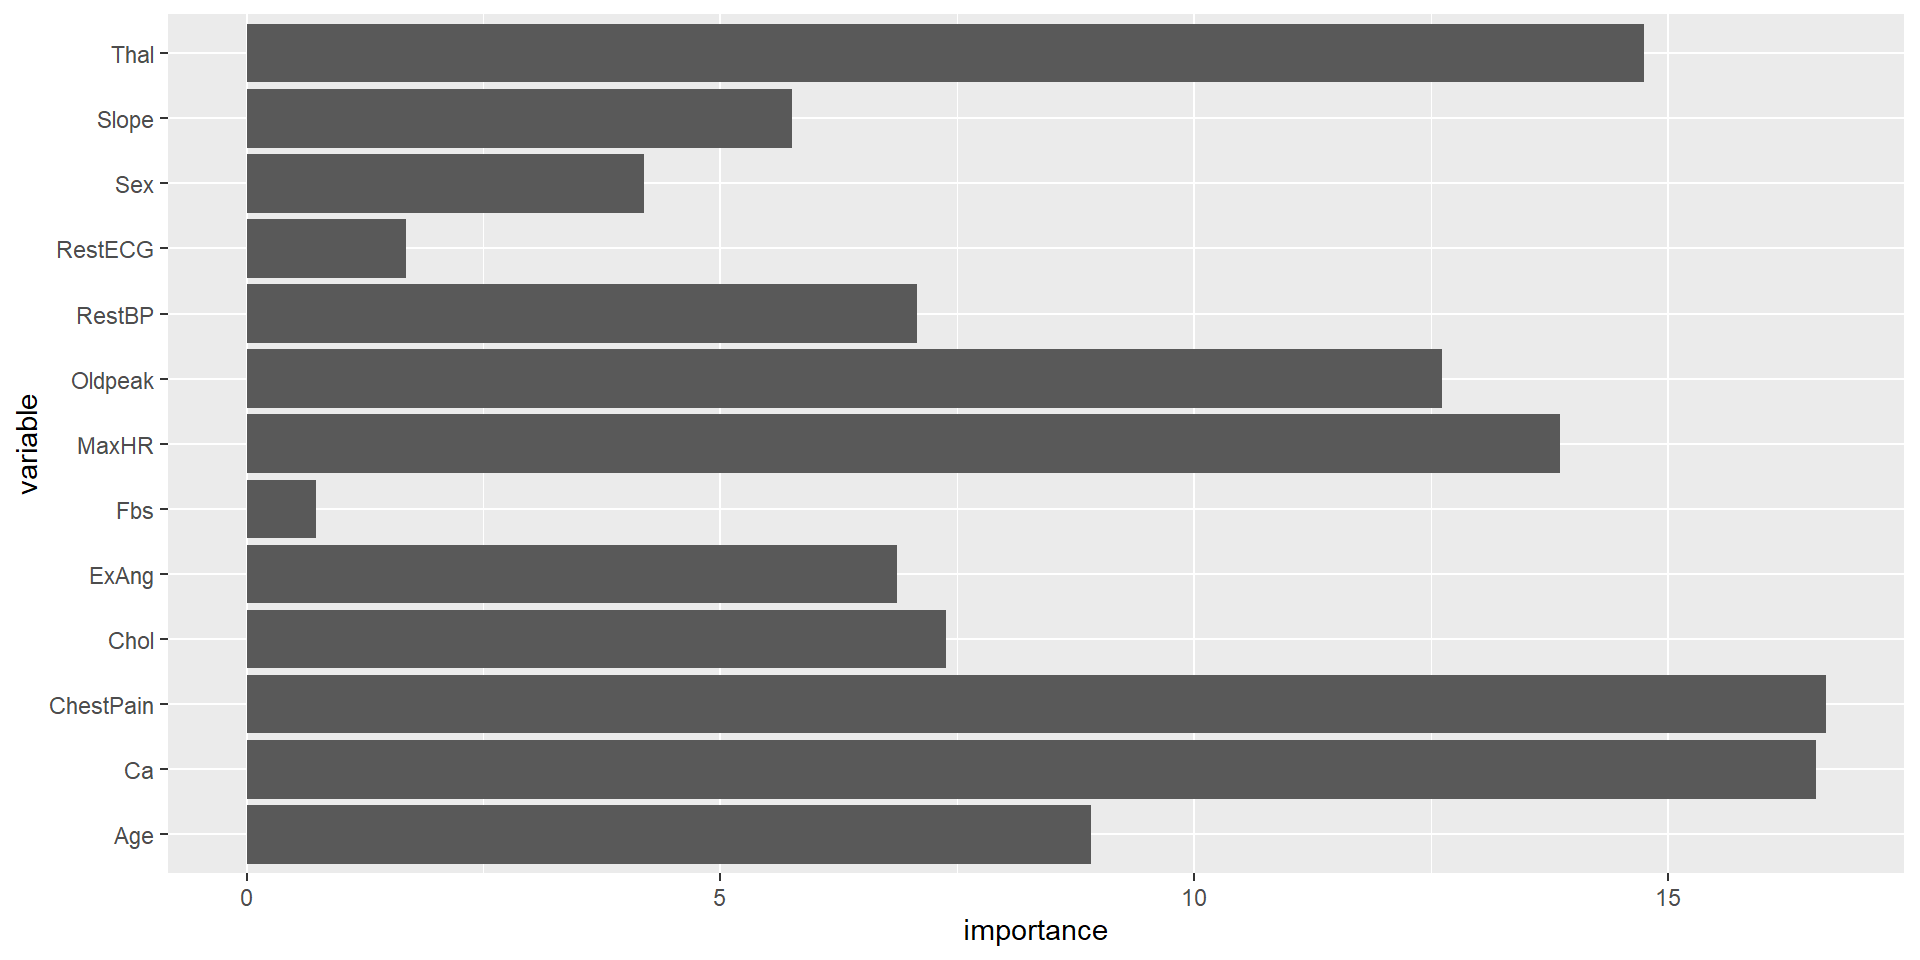 Thal
Slope
Sex
RestECG
RestBP
Oldpeak
MaxHR
Fbs
ExAng
Chol
ChestPain
Ca
Age
variable
0 5 10 15
importance